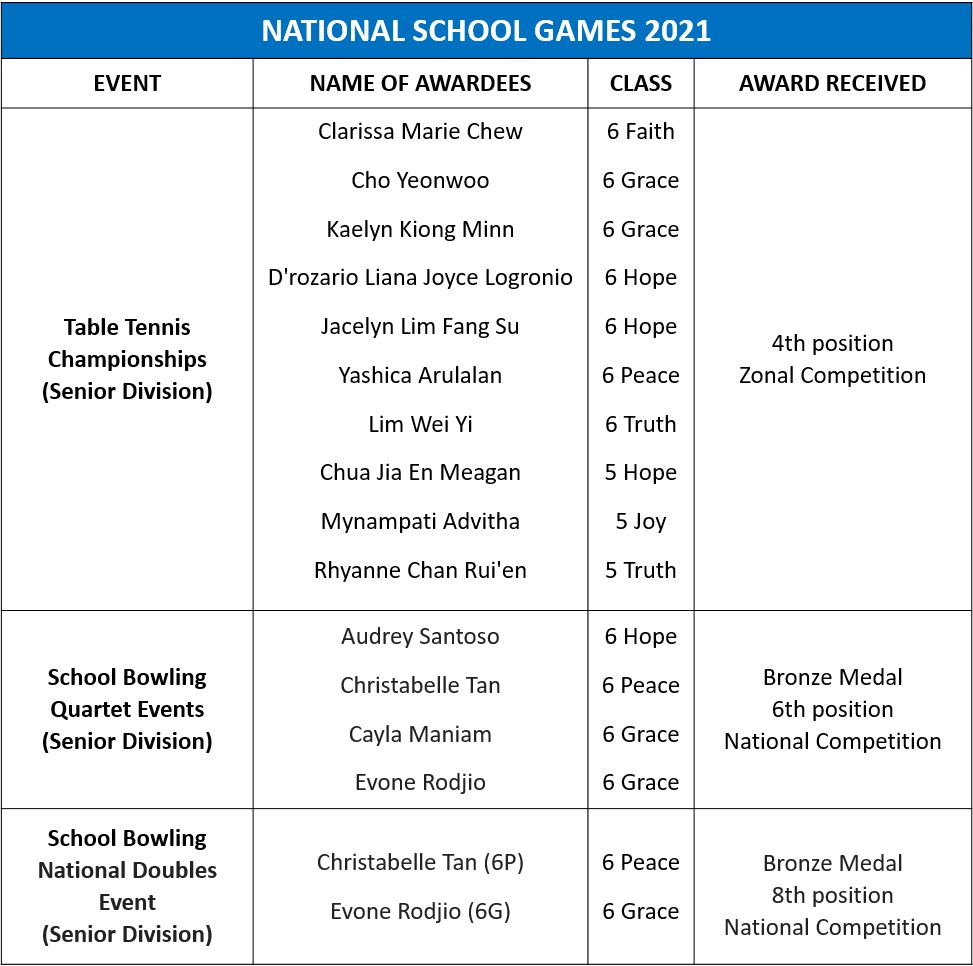 NATIONAL SCHOOL GAMES 2021
EVENT NAME OF AWARDEES CLASS AWARD RECEIVED
Table Tennis
Championships
(Senior Division)
Clarissa Marie Chew 6 Faith
Cho Yeonwoo 6 Grace
Kaelyn Kiong Minn 6 Grace
D'rozario Liana Joyce Logronio 6 Hope
Jacelyn Lim Fang Su 6 Hope
Yashica Arulalan 6 Peace
Lim Wei Yi 6 Truth
Chua Jia En Meagan 5 Hope
Mynampati Advitha 5 Joy
Rhyanne Chan Rui'en 5 Truth
4th position
Zonal Competition
School Bowling
Quartet Events
(Senior Division)
Audrey Santoso 6 Hope
Christabelle Tan 6 Peace
Cayla Maniam 6 Grace
Evone Rodjio 6 Grace
Bronze Medal
6th position
National Competition
School Bowling
National Doubles
Event
(Senior Division)
Christabelle Tan (6P) 6 Peace
Evone Rodjio (6G) 6 Grace
Bronze Medal
8th position
National Competition